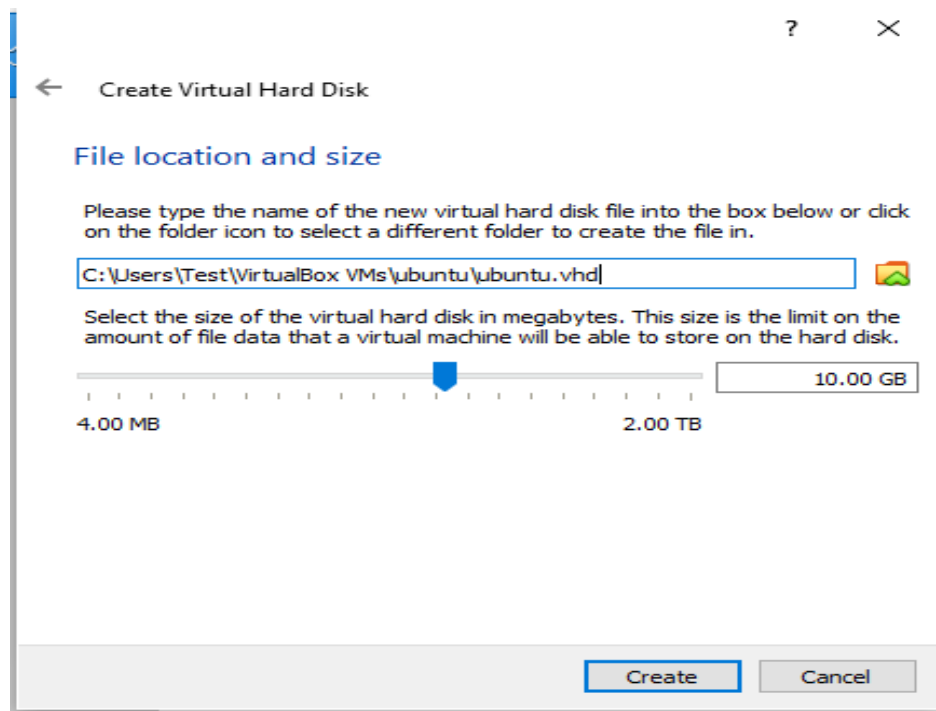 ?
Create Virtual Hard Disk
File location and size
Please type the name of the new virtual hard disk file into the box below or click
on the folder icon to select a different folder to create the file in.
C:\Users\Test\VirtualBox VMs\ubuntu\ubuntu.vhd
Select the size of the virtual hard disk in megabytes. This size is the limit on the
amount of file data that a virtual machine will be able to store on the hard disk.
10.00 GB
4.00 MB 2.00 TB
Create Cancel